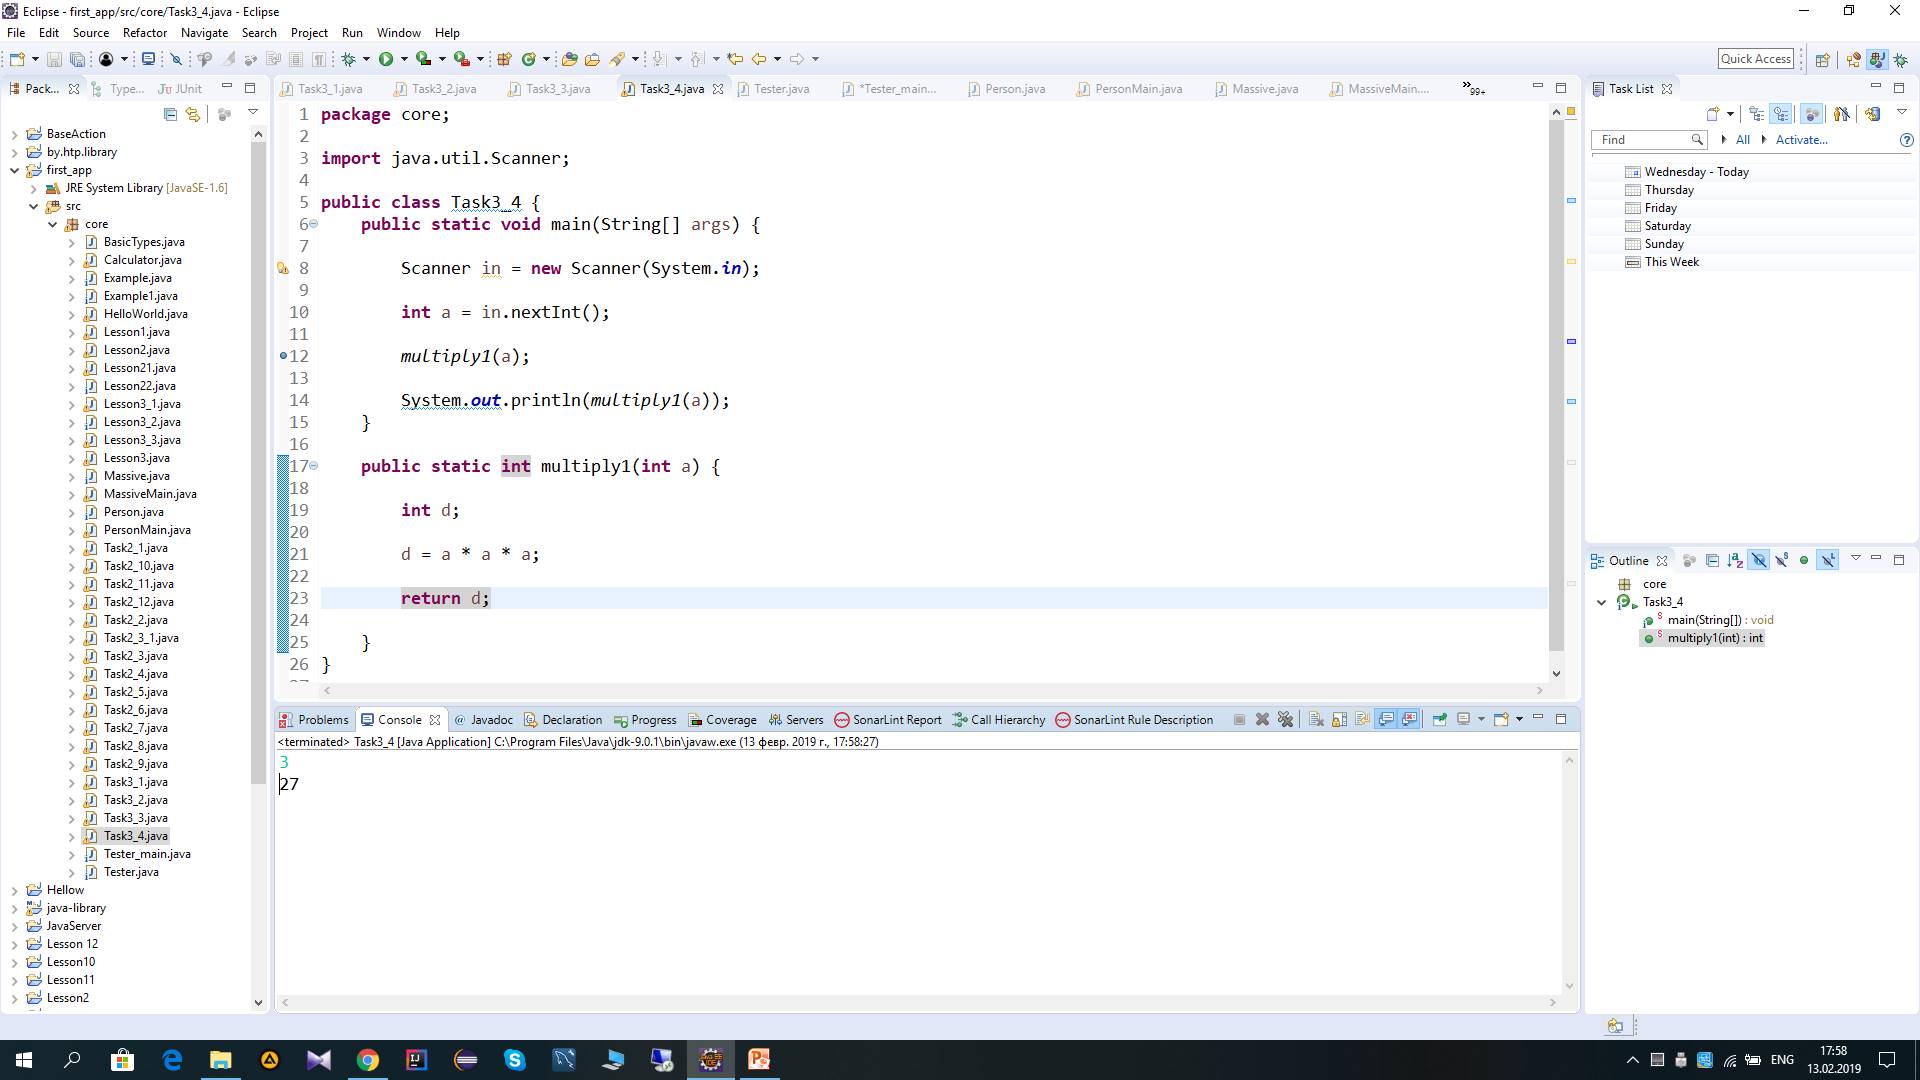 Eclipse - first_app/src/core/Task3_4.java - Eclipse
File Edit Source Refactor Navigate Search Project Run Window Help
Quick Access
Pack... Type... JUnit
BaseAction
by.htp.library
first_app
JRE System Library [JavaSE-1.6]
src
core
BasicTypes.java
Calculator.java
Example.java
Example1.java
HelloWorld.java
Lesson1.java
Lesson2.java
Lesson21.java
Lesson22.java
Lesson3_1.java
Lesson3_2.java
Lesson3_3.java
Lesson3.java
Massive.java
MassiveMain.java
Person.java
PersonMain.java
Task2_1.java
Task2_10.java
Task2_11.java
Task2_12.java
Task2_2.java
Task2_3_1.java
Task2_3.java
Task2_4.java
Task2_5.java
Task2_6.java
Task2_7.java
Task2_8.java
Task2_9.java
Task3_1.java
Task3_2.java
Task3_3.java
Task3_4.java
Tester_main.java
Tester.java
Hellow
java-library
JavaServer
Lesson 12
Lesson10
Lesson11
Lesson2
Task3_1.java Task3_2.java Task3_3.java Task3_4.java Tester.java *Tester_main... Person.java PersonMain.java Massive.java MassiveMain.... »99+
1 package core;
2
3 import java.util.Scanner;
4
5 public class Task3_4 {
6 public static void main(String[] args) {
7
8 Scanner in = new Scanner(System.in);
9
10 int a = in.nextInt();
11
12 multiply1(a);
13
14 System.out.println(multiply1(a));
15 }
16
17 public static int multiply1(int a) {
18
19 int d;
20
21 d = a * a * a;
22
23 return d;
24
25 }
26 }
Problems Console Javadoc Declaration Progress Coverage Servers SonarLint Report Call Hierarchy SonarLint Rule Description
<terminated> Task3_4 [Java Application] C:\Program Files\Java\jdk-9.0.1\bin\javaw.exe (13 февр. 2019 г., 17:58:27)
3
27
Task List
Find All Activate...
Wednesday - Today
Thursday
Friday
Saturday
Sunday
This Week
Outline
core
Task3_4
main(String[]) : void
multiply1(int) : int
ENG
17:58
13.02.2019